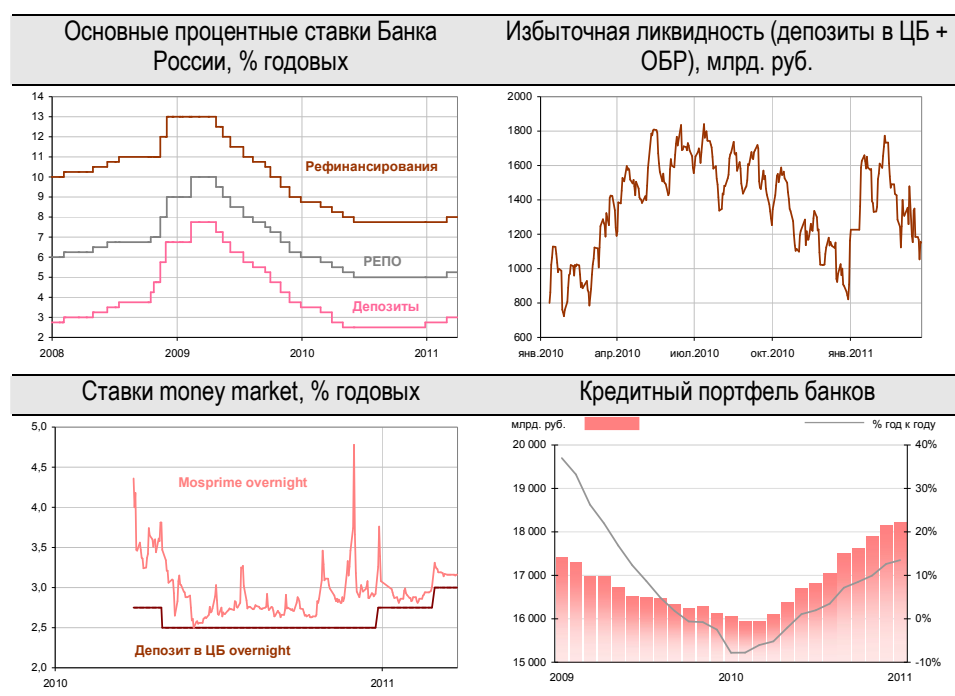 Основные процентные ставки Банка
России, % годовых
14
13
12
11
10
9
8
7
6
5
4
3
2
Рефинансирования
РЕПО
Депозиты
2008
2009
2010
2011
Избыточная ликвидность (депозиты в ЦБ +
ОБР), млрд. руб.
2000
1800
1600
1400
1200
1000
800
600
янв.2010
апр.2010
июл.2010
окт.2010
янв.2011
Ставки money market, % годовых
5,0
4,5
4,0
3,5
3,0
2,5
2,0
Mosprime overnight
Депозит в ЦБ overnight
2010
2011
Кредитный портфель банков
млрд. руб.
% год к году
20 000
19 000
18 000
17 000
16 000
15 000
40%
30%
20%
10%
0%
-10%
2009
2010
2011